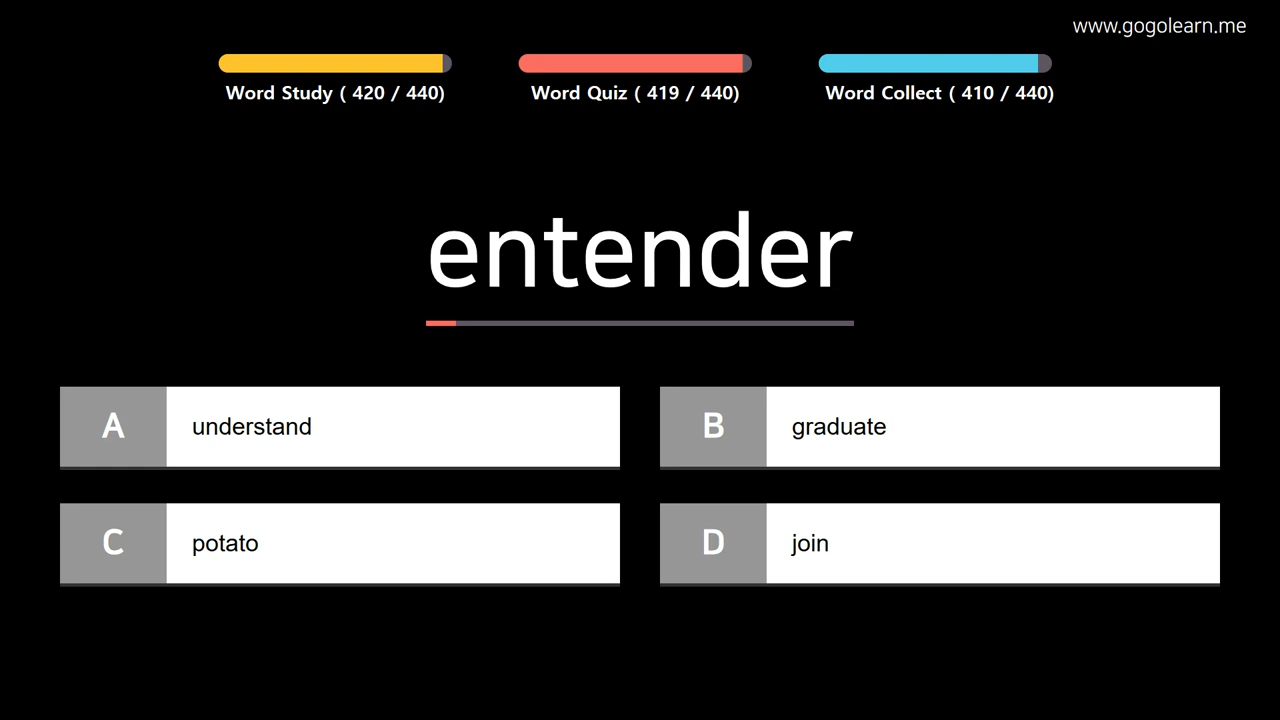 www.gogolearn.me
Word Study ( 420 / 440)
Word Quiz ( 419 / 440)
Word Collect ( 410 / 440)
entender
A understand
B graduate
C potato
D join